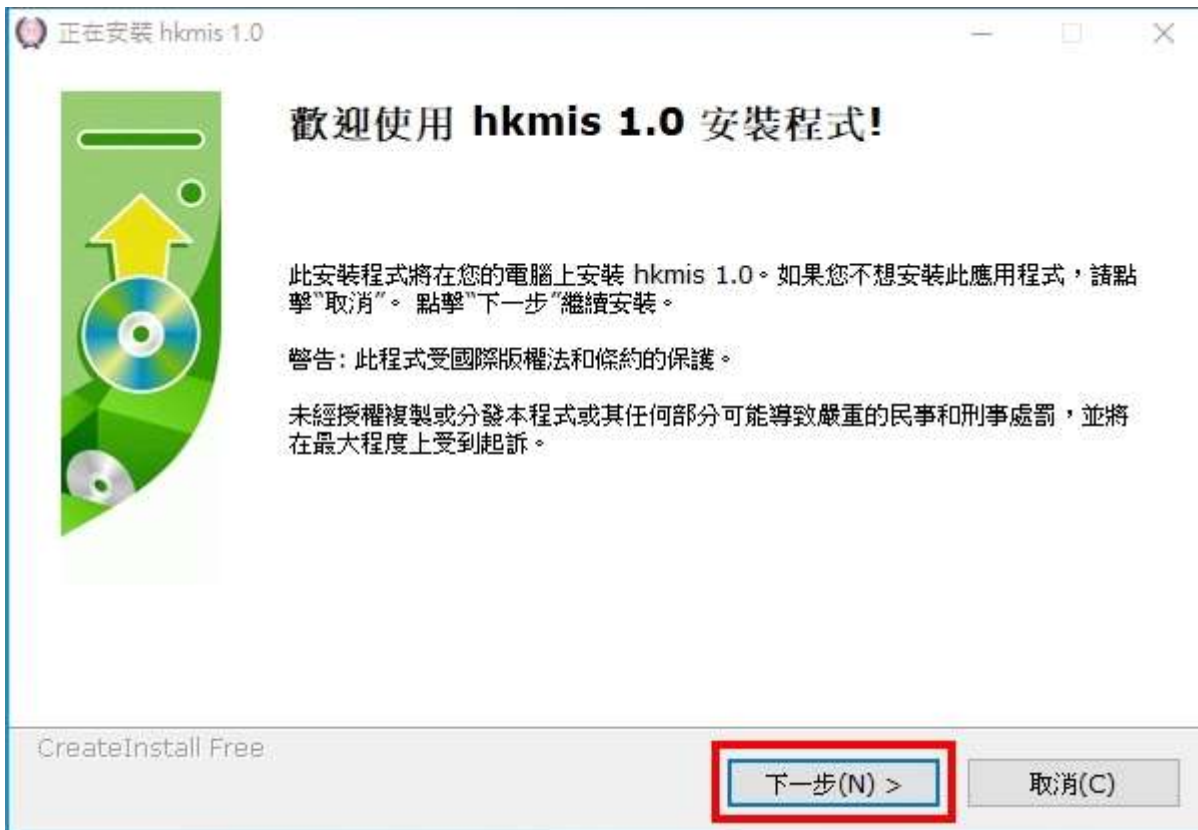 正在安裝 hkmis 1.0
歡迎使用 hkmis 1.0 安裝程式!
此安裝程式將在您的電腦上安裝 hkmis 1.0。如果您不想安裝此應用程式，請點
擊"取消"。 點擊"下一步"繼續安裝。
警告: 此程式受國際版權法和條約的保護。
未經授權複製或分發本程式或其任何部分可能導致嚴重的民事和刑事處罰，並將
在最大程度上受到起訴。
CreateInstall Free
下一步(N) >
取消(C)